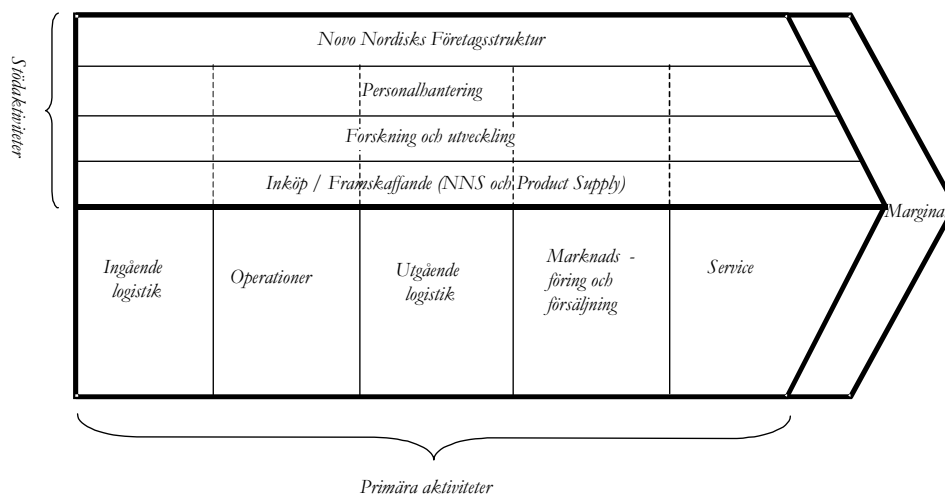 Novo Nordisks Företagsstruktur
Stödaktiviteter
Personalhantering
Forskning och utveckling
Inköp / Framskaffande (NNS och Product Supply)
Margina
Ingående
logistik
Operationer
Utgående
logistik
Marknads -
föring och
försäljning
Service
Primära aktiviteter